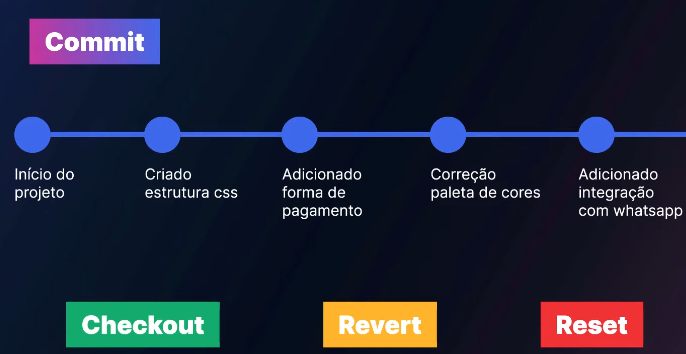 Commit
Início do
projeto
Criado
estrutura css
Adicionado
forma de
pagamento
Correção
paleta de cores
Adicionado
integração
com whatsapp
Checkout
Revert
Reset